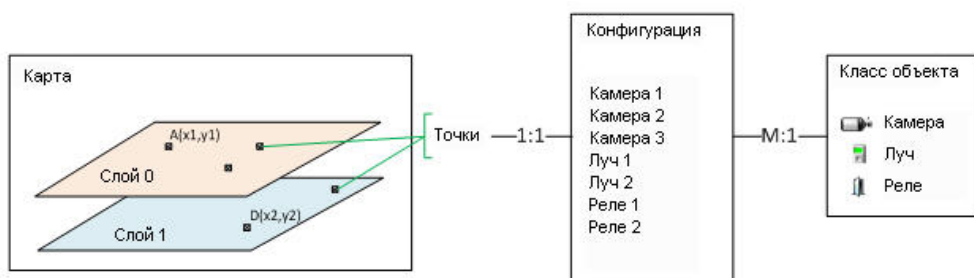 Карта
A(x1,y1)
Слой 0
D(x2,y2)
Слой 1
Точки
1:1
Конфигурация
Камера 1
Камера 2
Камера 3
Луч 1
Луч 2
Реле 1
Реле 2
М:1
Класс объекта
Камера
Луч
Реле